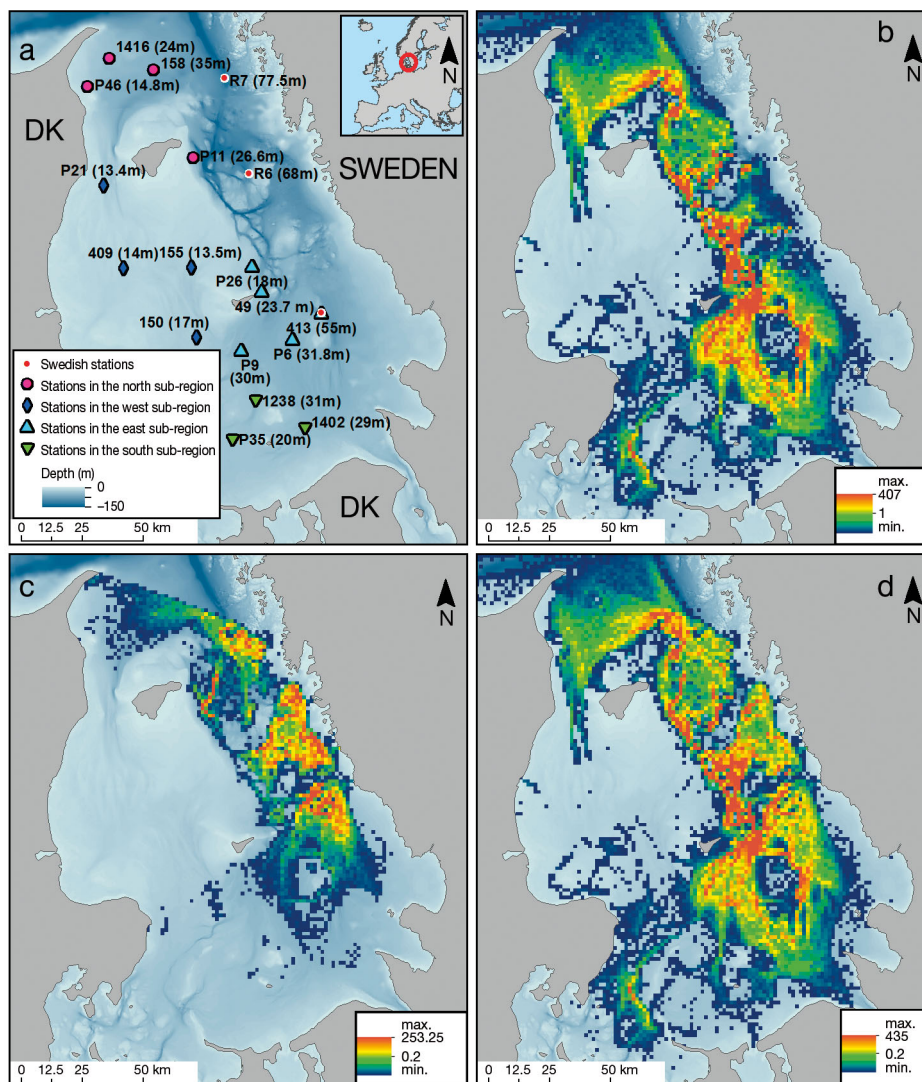 a
1416 (24m)
158 (35m)
P46 (14.8m)
R7 (77.5m)
N
DK
P11 (26.6m)
SWEDEN
P21 (13.4m)
R6 (68m)
409 (14m)
155 (13.5m)
P26 (18m)
49 (23.7 m)
150 (17m)
413 (55m)
P6 (31.8m)
P9
(30m)
1238 (31m)
1402 (29m)
P35 (20m)
Swedish stations
Stations in the north sub-region
Stations in the west sub-region
Stations in the east sub-region
Stations in the south sub-region
Depth (m)
0
–150
DK
0 12.5 25 50 km
b
N
max.
407
1
min.
0 12.5 25 50 km
c
N
max.
253.25
0.2
min.
0 12.5 25 50 km
d
N
max.
435
0.2
min.
0 12.5 25 50 km